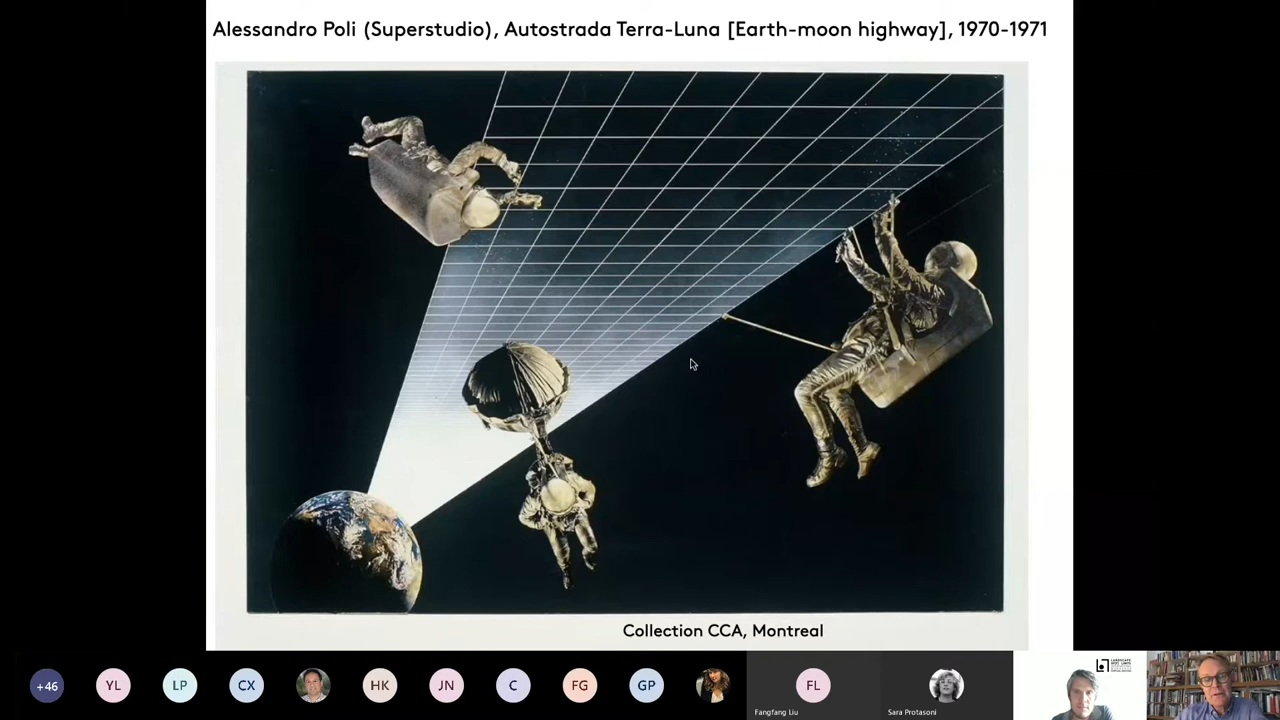 Alessandro Poli (Superstudio), Autostrada Terra-Luna [Earth-moon highway], 1970-1971
Collection CCA, Montreal
+46
YL
LP
CX
HK
JN
C
FG
GP
FL
Fangfang Liu
Sara Protasoni